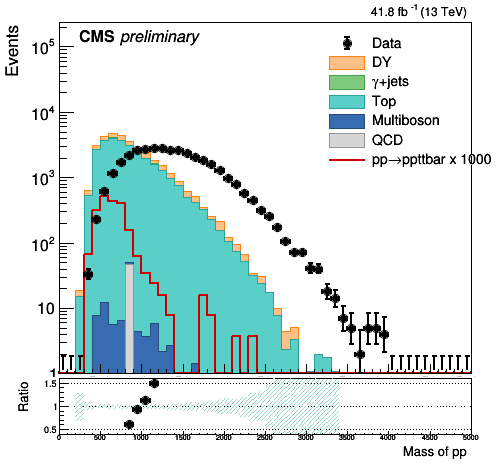 41.8 fb⁻¹ (13 TeV)
CMS preliminary
Events
10⁵
10⁴
10³
10²
10
1
Data
DY
γ+jets
Top
Multiboson
QCD
pp→ppttbar x 1000
Ratio
1.5
1
0.5
0 500 1000 1500 2000 2500 3000 3500 4000 4500 5000
Mass of pp